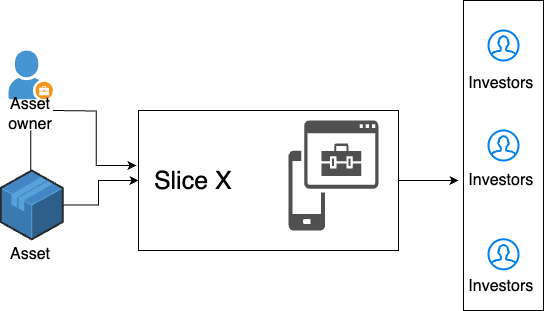 Asset
owner
Asset
Slice X
Investors
Investors
Investors